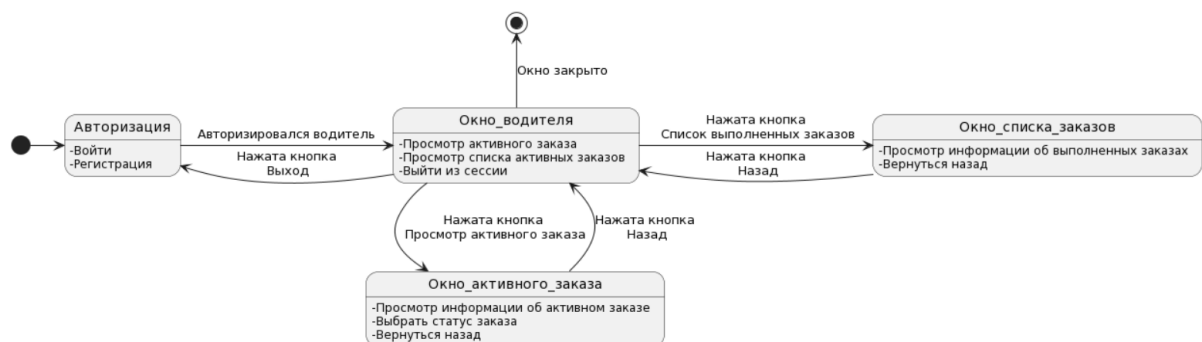 Окно закрыто
Авторизация
-Войти
-Регистрация
Авторизировался водитель
Нажата кнопка
Выход
Окно_водителя
-Просмотр активного заказа
-Просмотр списка активных заказов
-Выйти из сессии
Нажата кнопка
Список выполненных заказов
Нажата кнопка
Назад
Окно_списка_заказов
-Просмотр информации об выполненных заказах
-Вернуться назад
Нажата кнопка
Просмотр активного заказа
Нажата кнопка
Назад
Окно_активного_заказа
-Просмотр информации об активном заказе
-Выбрать статус заказа
-Вернуться назад